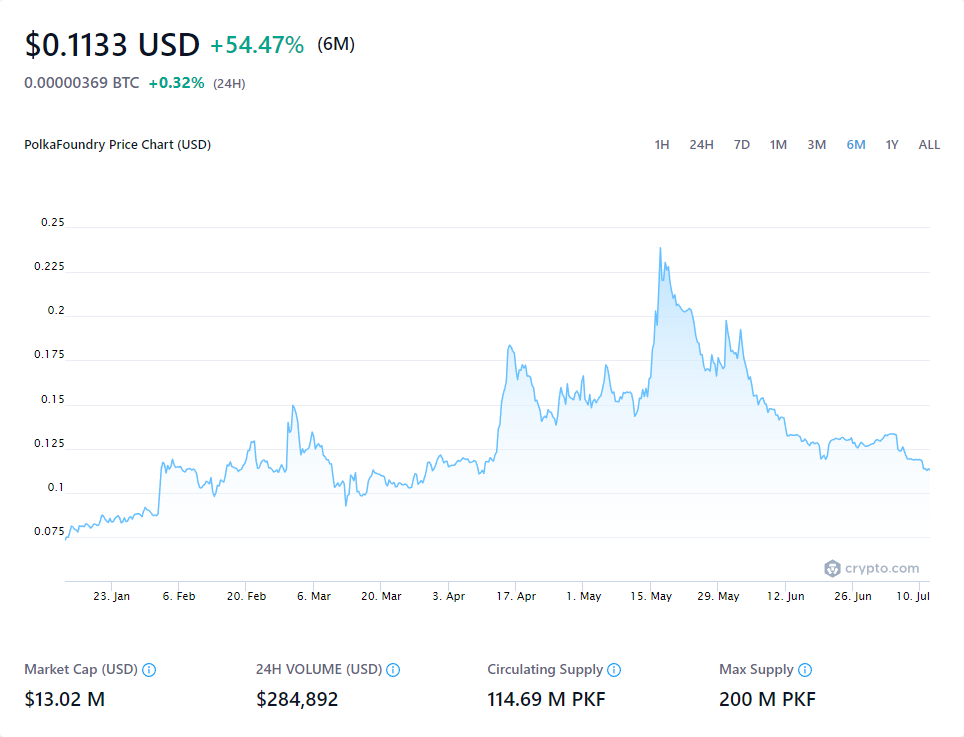 $0.1133 USD +54.47% (6M)
0.00000369 BTC +0.32% (24H)
PolkaFoundry Price Chart (USD)
1H 24H 7D 1M 3M 6M 1Y ALL
0.25
0.225
0.2
0.175
0.15
0.125
0.1
0.075
crypto.com
23. Jan 6. Feb 20. Feb 6. Mar 20. Mar 3. Apr 17. Apr 1. May 15. May 29. May 12. Jun 26. Jun 10. Jul
Market Cap (USD) 24H VOLUME (USD) Circulating Supply Max Supply
$13.02 M $284,892 114.69 M PKF 200 M PKF